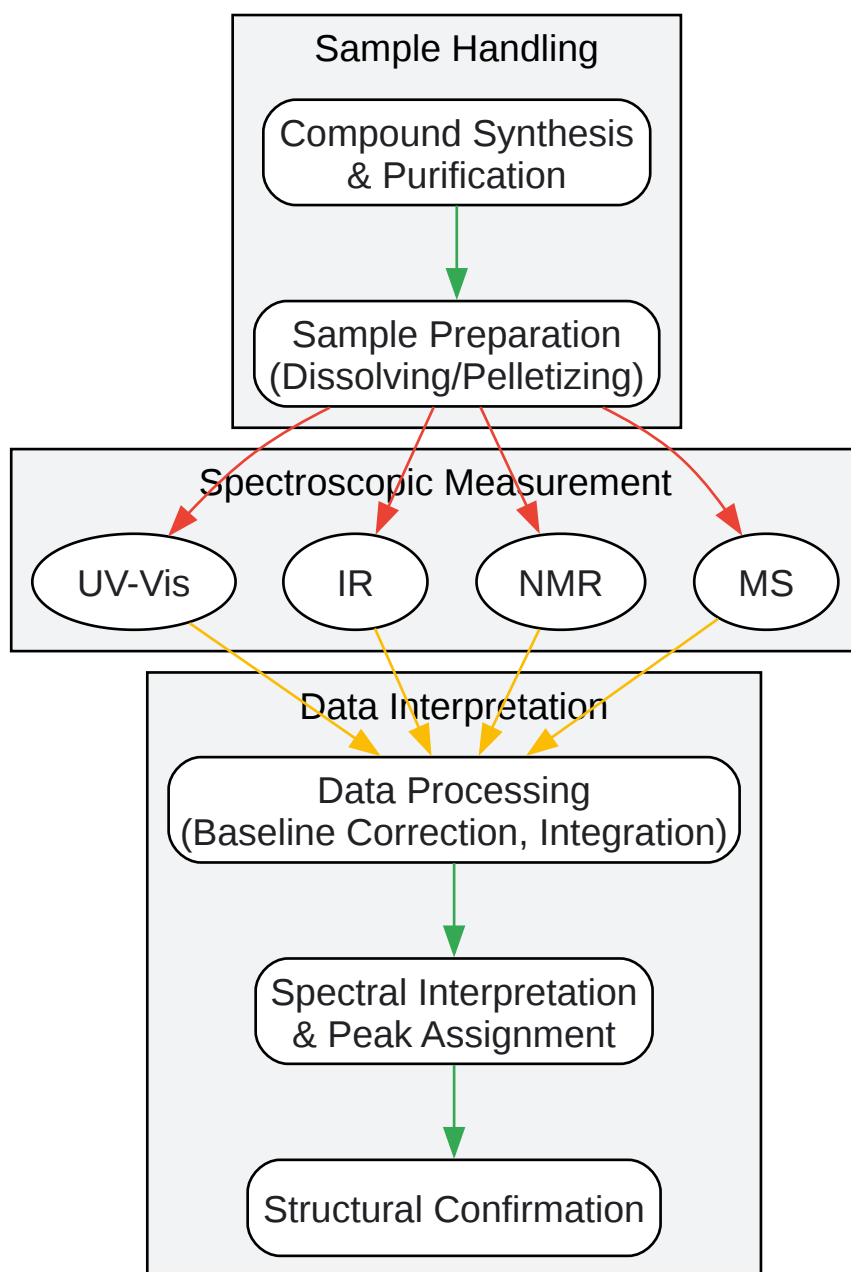 Sample Handling
Compound Synthesis
& Purification
Sample Preparation
(Dissolving/Pelletizing)
Spectroscopic Measurement
UV-Vis
IR
NMR
MS
Data Interpretation
Data Processing
(Baseline Correction, Integration)
Spectral Interpretation
& Peak Assignment
Structural Confirmation